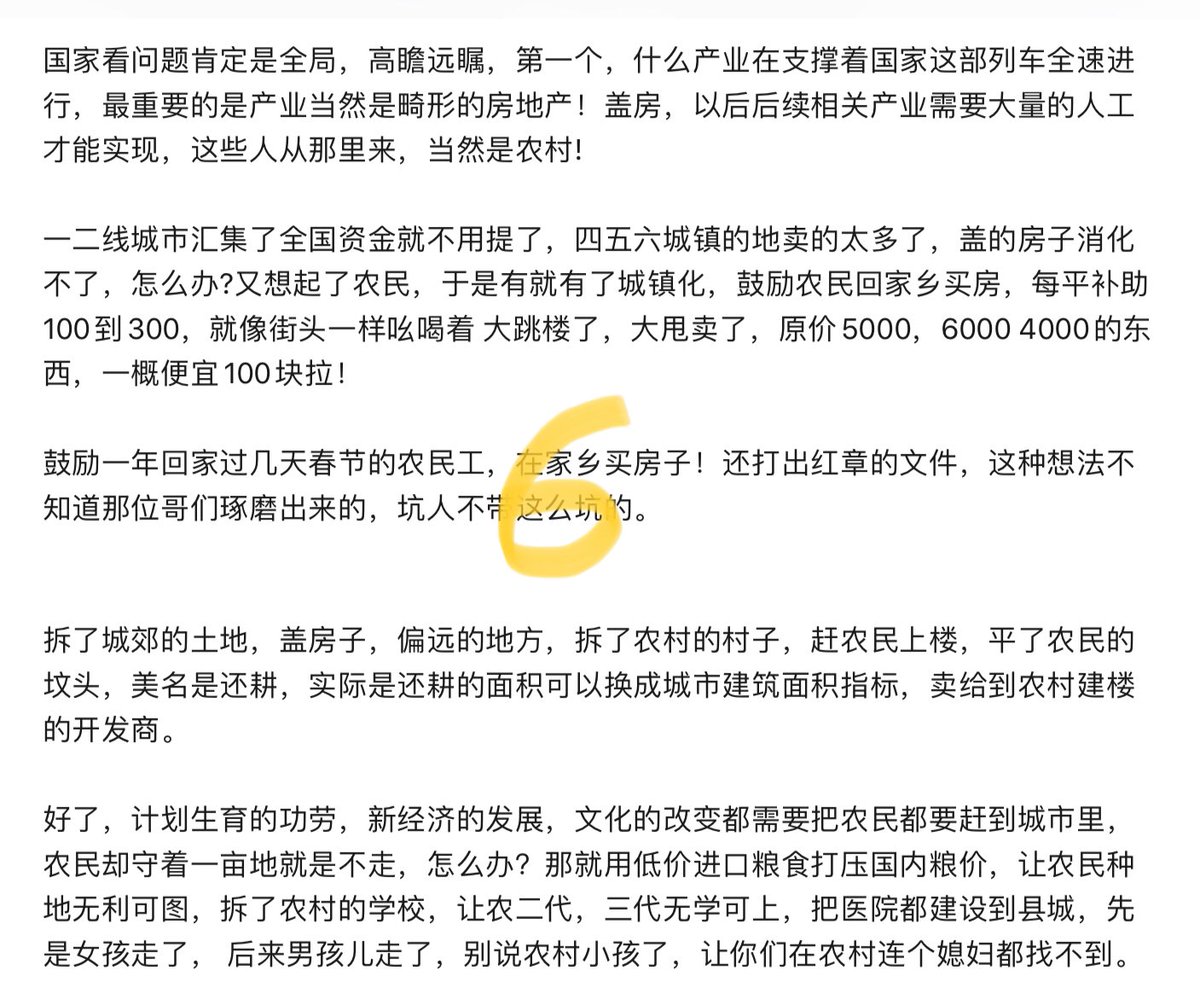 国家看问题肯定是全局，高瞻远瞩，第一个，什么产业在支撑着国家这部列车全速进
行，最重要的是产业当然是畸形的房地产！盖房，以后后续相关产业需要大量的人工
才能实现，这些人从那里来，当然是农村!
一二线城市汇集了全国资金就不用提了，四五六城镇的地卖的太多了，盖的房子消化
不了，怎么办?又想起了农民，于是有就有了城镇化，鼓励农民回家乡买房，每平补助
100到300，就像街头一样吆喝着 大跳楼了，大甩卖了，原价5000，6000 4000的东
西，一概便宜100块拉！
鼓励一年回家过几天春节的农民工，在家乡买房子！还打出红章的文件，这种想法不
知道那位哥们琢磨出来的，坑人不带这么坑的。
6
拆了城郊的土地，盖房子，偏远的地方，拆了农村的村子，赶农民上楼，平了农民的
坟头，美名是还耕，实际是还耕的面积可以换成城市建筑面积指标，卖给到农村建楼
的开发商。
好了，计划生育的功劳，新经济的发展，文化的改变都需要把农民都要赶到城市里，
农民却守着一亩地就是不走，怎么办？那就用低价进口粮食打压国内粮价，让农民种
地无利可图，拆了农村的学校，让农二代，三代无学可上，把医院都建设到县城，先
是女孩走了， 后来男孩儿走了，别说农村小孩了，让你们在农村连个媳妇都找不到。